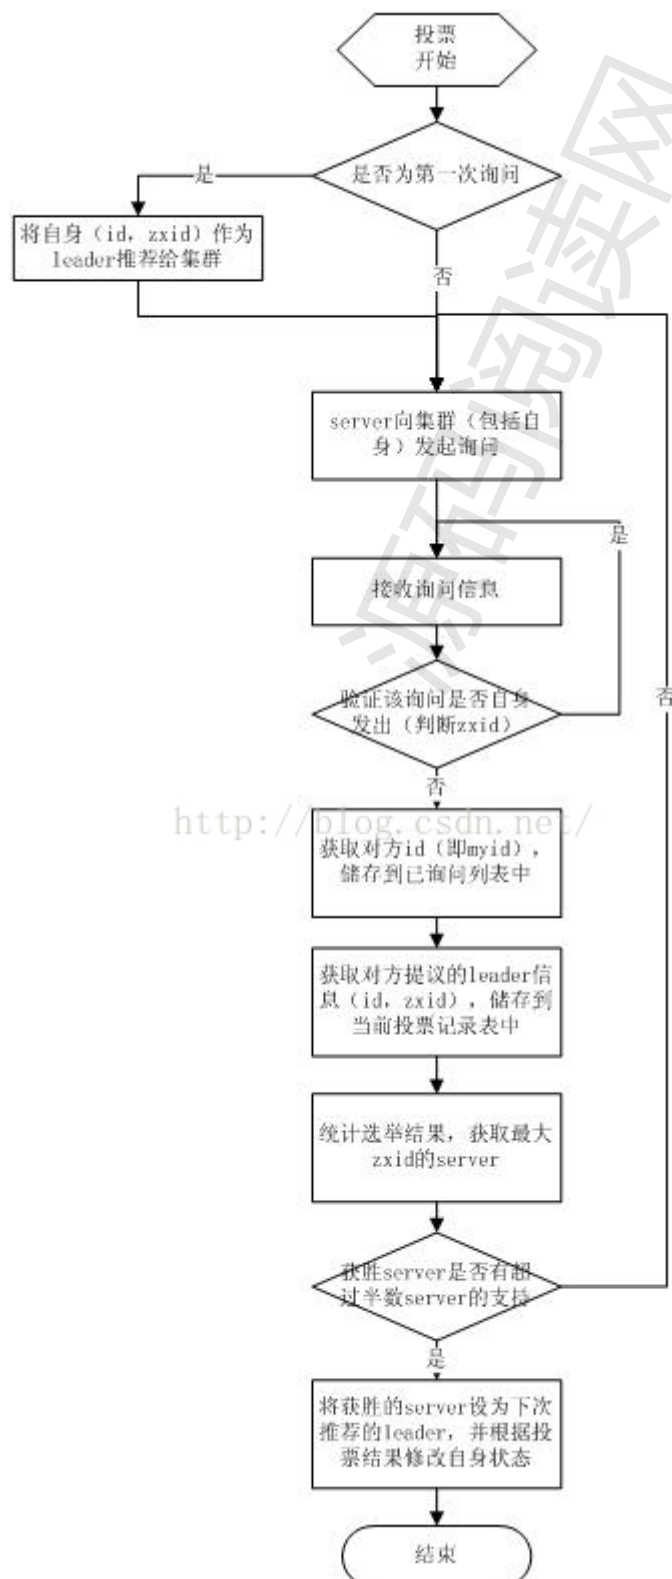 投票
开始
是否为第一次询问
是
将自身（id，zxid）作为
leader推荐给集群
否
server向集群（包括自
身）发起询问
是
接收询问信息
验证该询问是否自身
发出（判断zxid）
否
否
http://blog.csdn.net/
获取对方id（即myid），
储存到已询问列表中
获取对方提议的leader信
息（id，zxid），储存到
当前投票记录表中
统计选举结果，获取最大
zxid的server
获胜server是否有超
过半数server的支持
是
将获胜的server设为下次
推荐的leader，并根据投
票结果修改自身状态
结束
源码阅读网